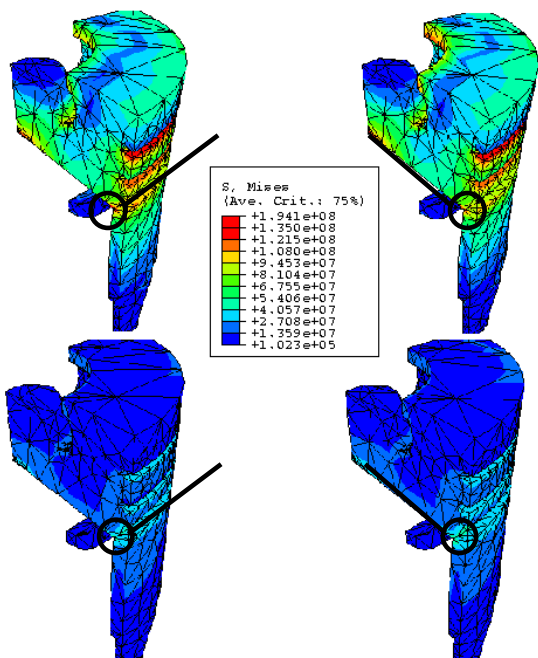 S, Mises
(Ave. Crit.: 75%)
+1.941e+08
+1.350e+08
+1.215e+08
+1.080e+08
+9.453e+07
+8.104e+07
+6.755e+07
+5.406e+07
+4.057e+07
+2.708e+07
+1.359e+07
+1.023e+05